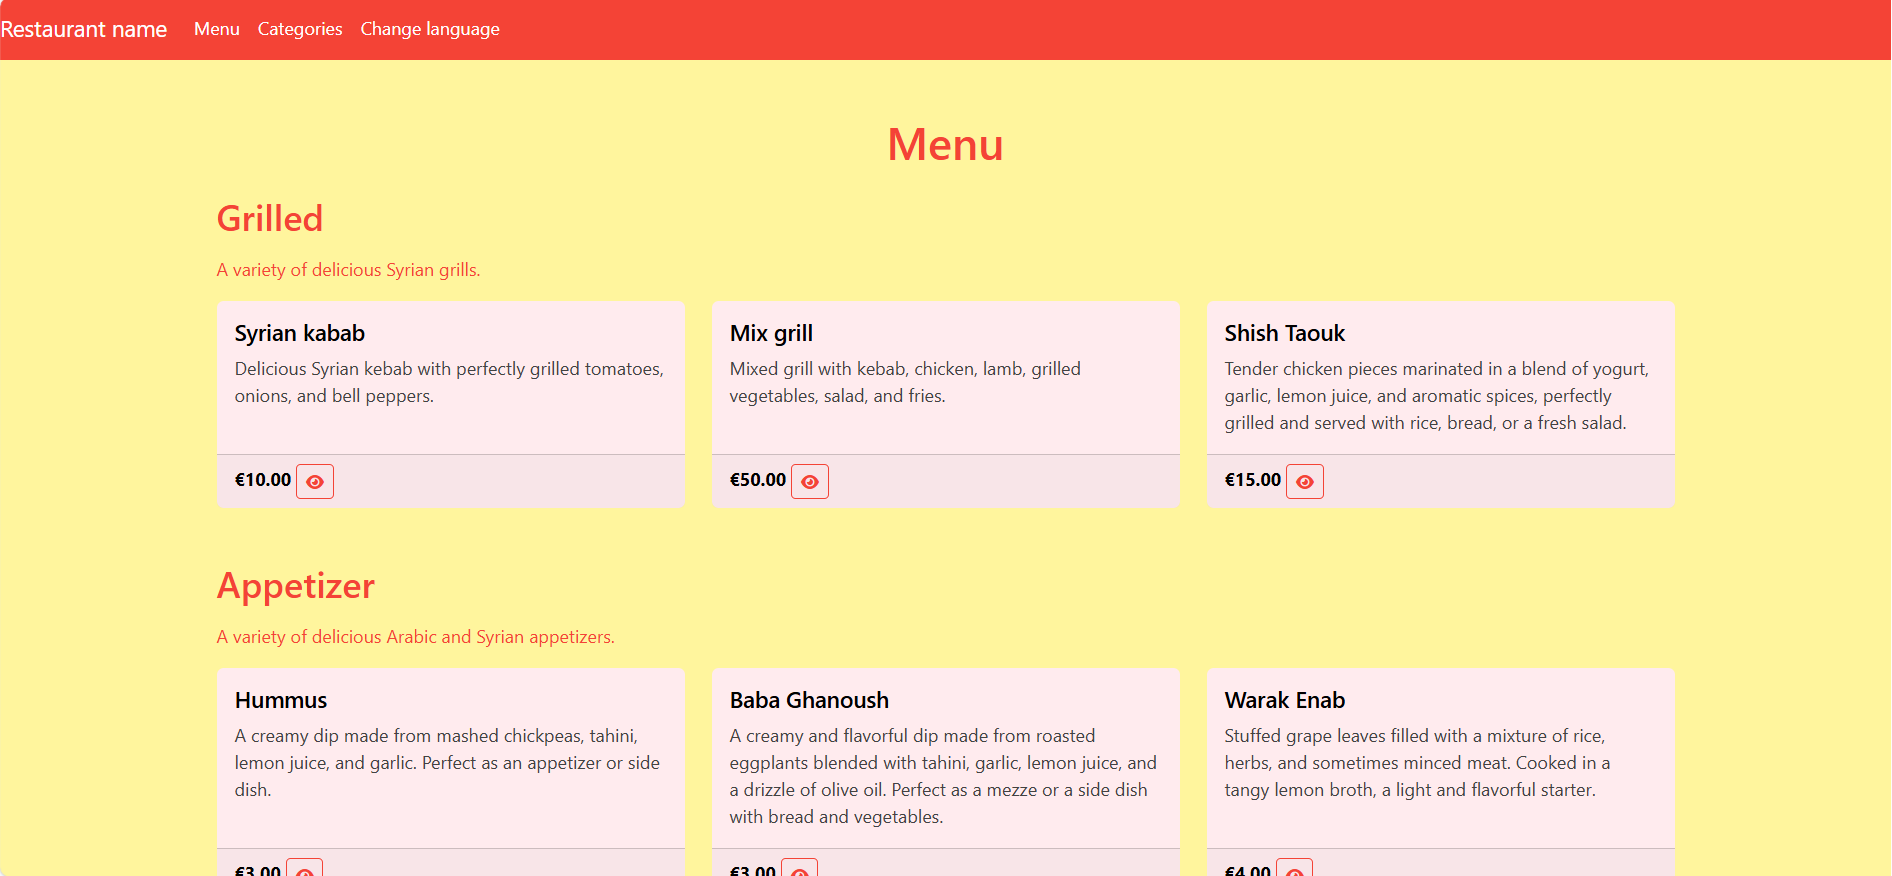 Restaurant name Menu Categories Change language
Menu
Grilled
A variety of delicious Syrian grills.
Syrian kabab
Delicious Syrian kebab with perfectly grilled tomatoes,
onions, and bell peppers.
€10.00
Mix grill
Mixed grill with kebab, chicken, lamb, grilled
vegetables, salad, and fries.
€50.00
Shish Taouk
Tender chicken pieces marinated in a blend of yogurt,
garlic, lemon juice, and aromatic spices, perfectly
grilled and served with rice, bread, or a fresh salad.
€15.00
Appetizer
A variety of delicious Arabic and Syrian appetizers.
Hummus
A creamy dip made from mashed chickpeas, tahini,
lemon juice, and garlic. Perfect as an appetizer or side
dish.
€3.00
Baba Ghanoush
A creamy and flavorful dip made from roasted
eggplants blended with tahini, garlic, lemon juice, and
a drizzle of olive oil. Perfect as a mezze or a side dish
with bread and vegetables.
€3.00
Warak Enab
Stuffed grape leaves filled with a mixture of rice,
herbs, and sometimes minced meat. Cooked in a
tangy lemon broth, a light and flavorful starter.
€4.00